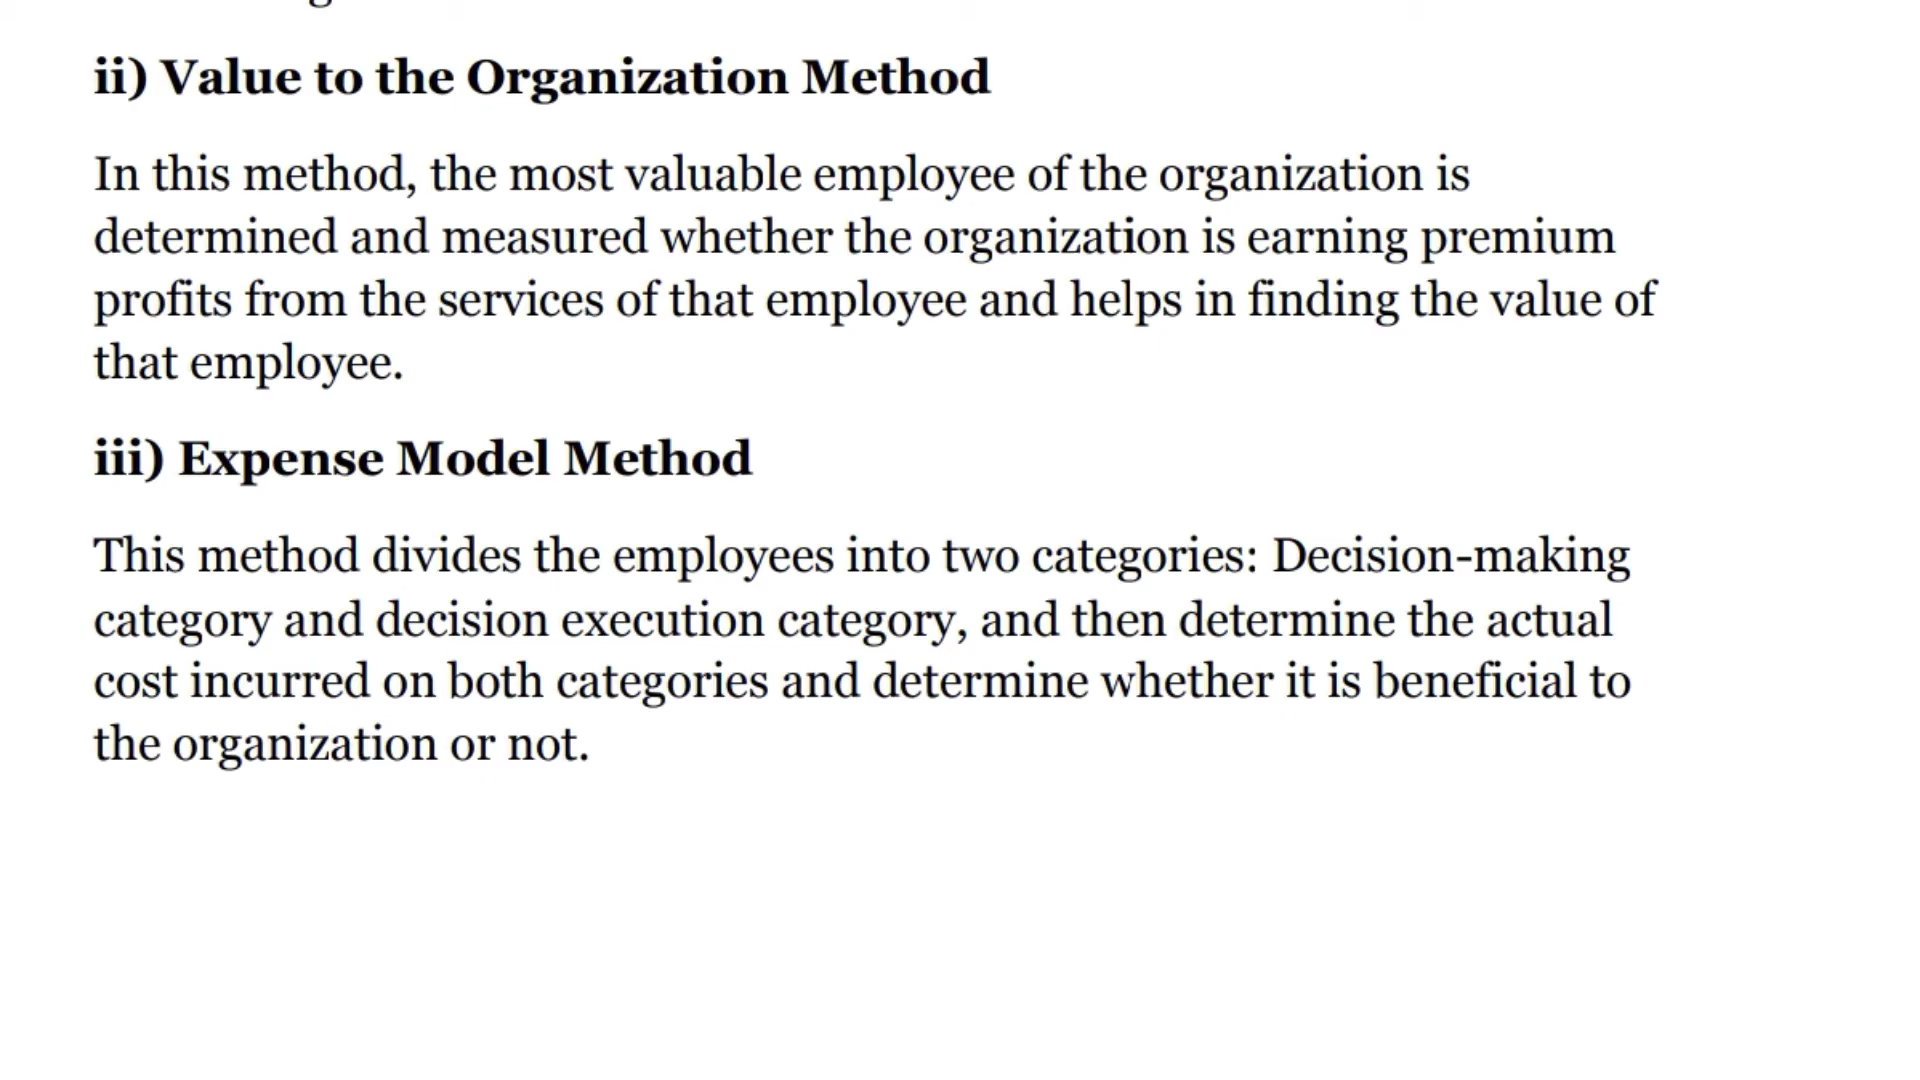 ii) Value to the Organization Method
In this method, the most valuable employee of the organization is
determined and measured whether the organization is earning premium
profits from the services of that employee and helps in finding the value of
that employee.
iii) Expense Model Method
This method divides the employees into two categories: Decision-making
category and decision execution category, and then determine the actual
cost incurred on both categories and determine whether it is beneficial to
the organization or not.